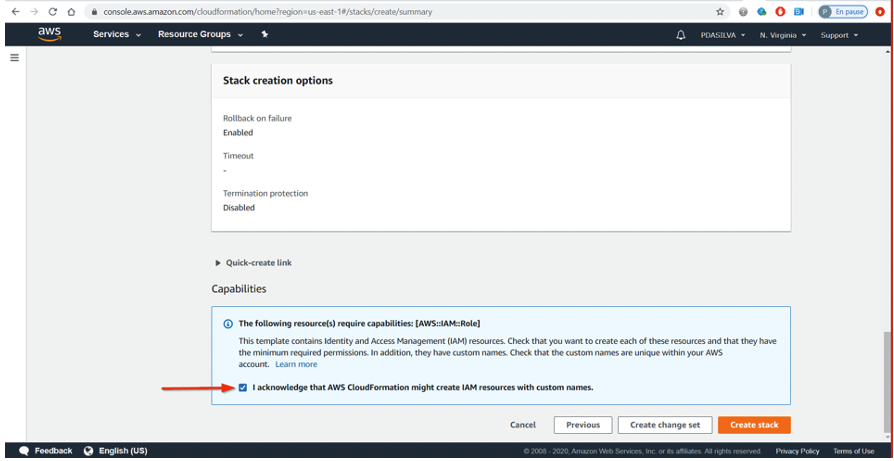 console.aws.amazon.com/cloudformation/home?region=us-east-1#/stacks/create/summary
P En pause
aws Services Resource Groups PDASILVA N. Virginia Support
Stack creation options
Rollback on failure
Enabled
Timeout
-
Termination protection
Disabled
Quick-create link
Capabilities
The following resource(s) require capabilities: [AWS::IAM::Role]
This template contains Identity and Access Management (IAM) resources. Check that you want to create each of these resources and that they have
the minimum required permissions. In addition, they have custom names. Check that the custom names are unique within your AWS
account. Learn more
I acknowledge that AWS CloudFormation might create IAM resources with custom names.
Cancel Previous Create change set Create stack
Feedback English (US) © 2008 - 2020, Amazon Web Services, Inc. or its affiliates. All rights reserved. Privacy Policy Terms of Use